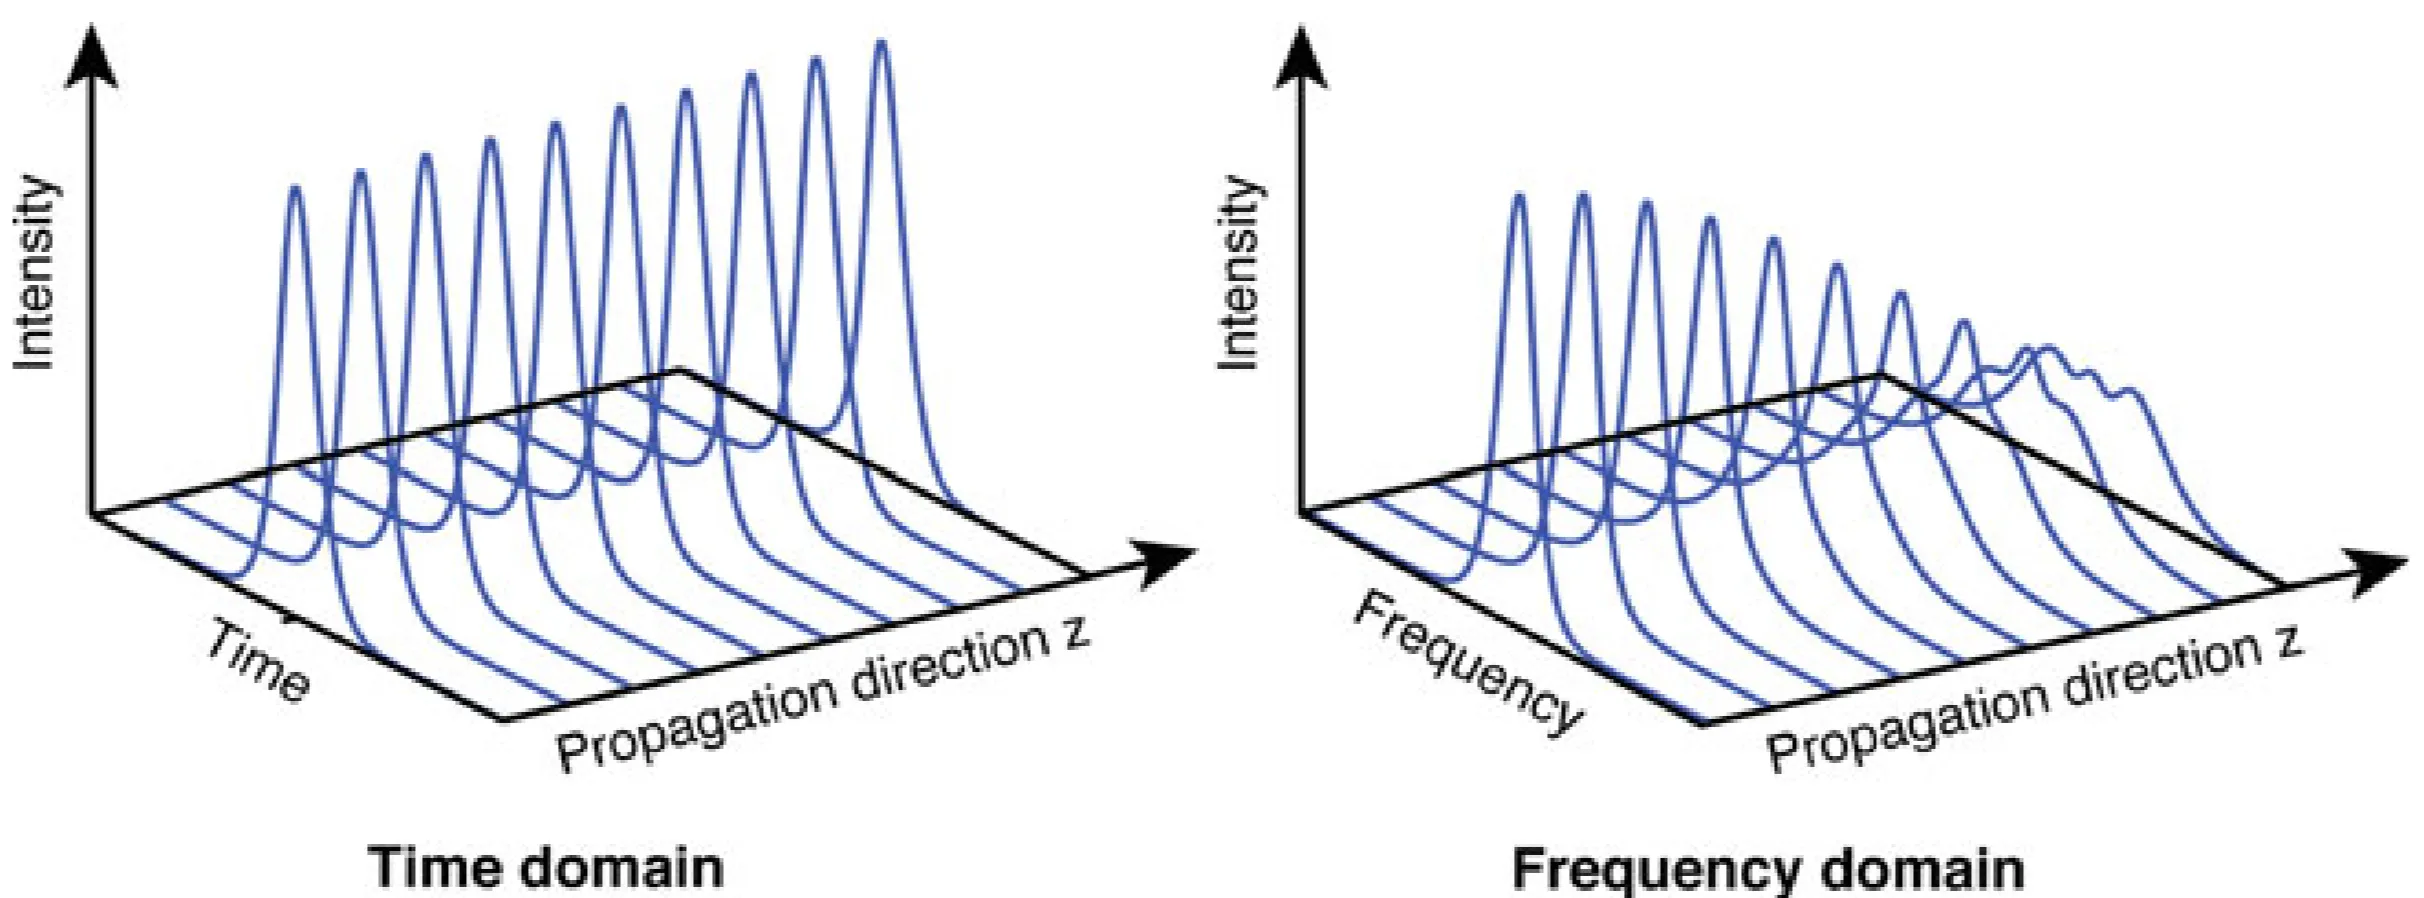 Intensity
Time
Propagation direction z
Time domain
Intensity
Frequency
Propagation direction z
Frequency domain